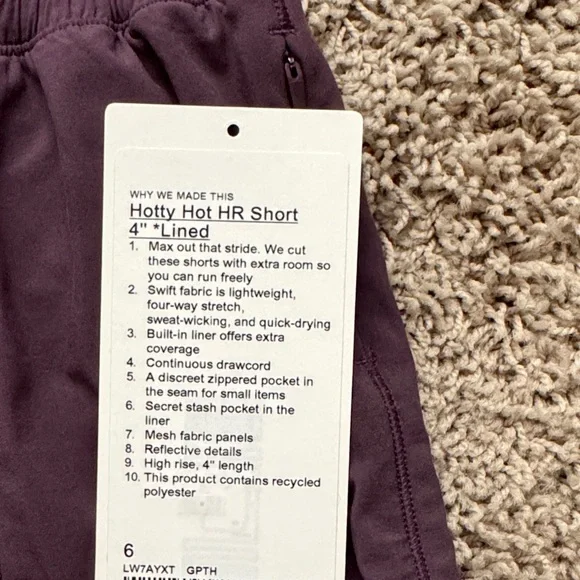 WHY WE MADE THIS
Hotty Hot HR Short
4" *Lined
1. Max out that stride. We cut
these shorts with extra room so
you can run freely
2. Swift fabric is lightweight,
four-way stretch,
sweat-wicking, and quick-drying
3. Built-in liner offers extra
coverage
4. Continuous drawcord
5. A discreet zippered pocket in
the seam for small items
6. Secret stash pocket in the
liner
7. Mesh fabric panels
8. Reflective details
9. High rise, 4" length
10. This product contains recycled
polyester
6
LW7AYXT GPTH